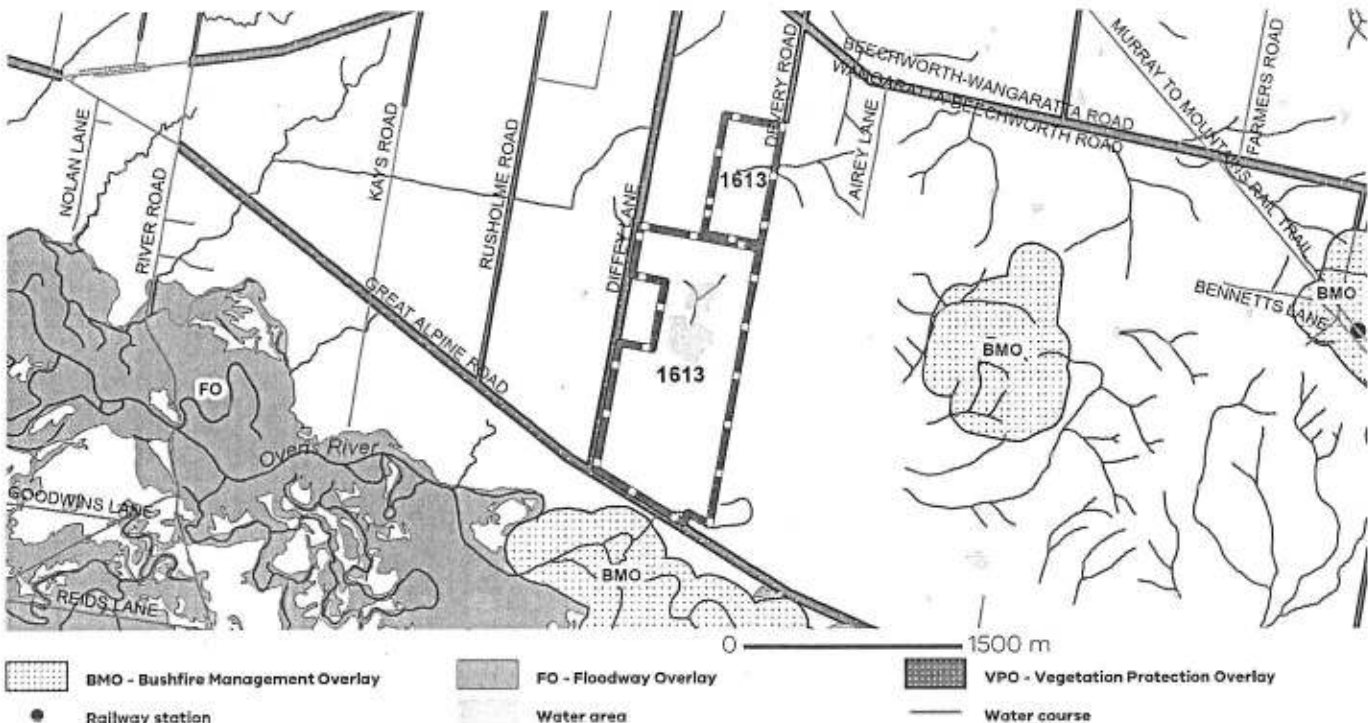 BEECHWORTH-WANGARATTA ROAD
WANGARATTA-BEECHWORTH ROAD
MURRAY TO MOUNTAINS RAIL TRAIL
FARMERS ROAD
DEVERY ROAD
AIREY LANE
NOLAN LANE
RIVER ROAD
KAYS ROAD
RUSHOLME ROAD
DIFFY LANE
1613
GREAT ALPINE ROAD
BENNETTS LANE
BMO
BMO
1613
FO
Ovens River
GOODWINS LANE
BMO
REIDS LANE
0 1500 m
BMO - Bushfire Management Overlay
FO - Floodway Overlay
VPO - Vegetation Protection Overlay
Railway station
Water area
Water course